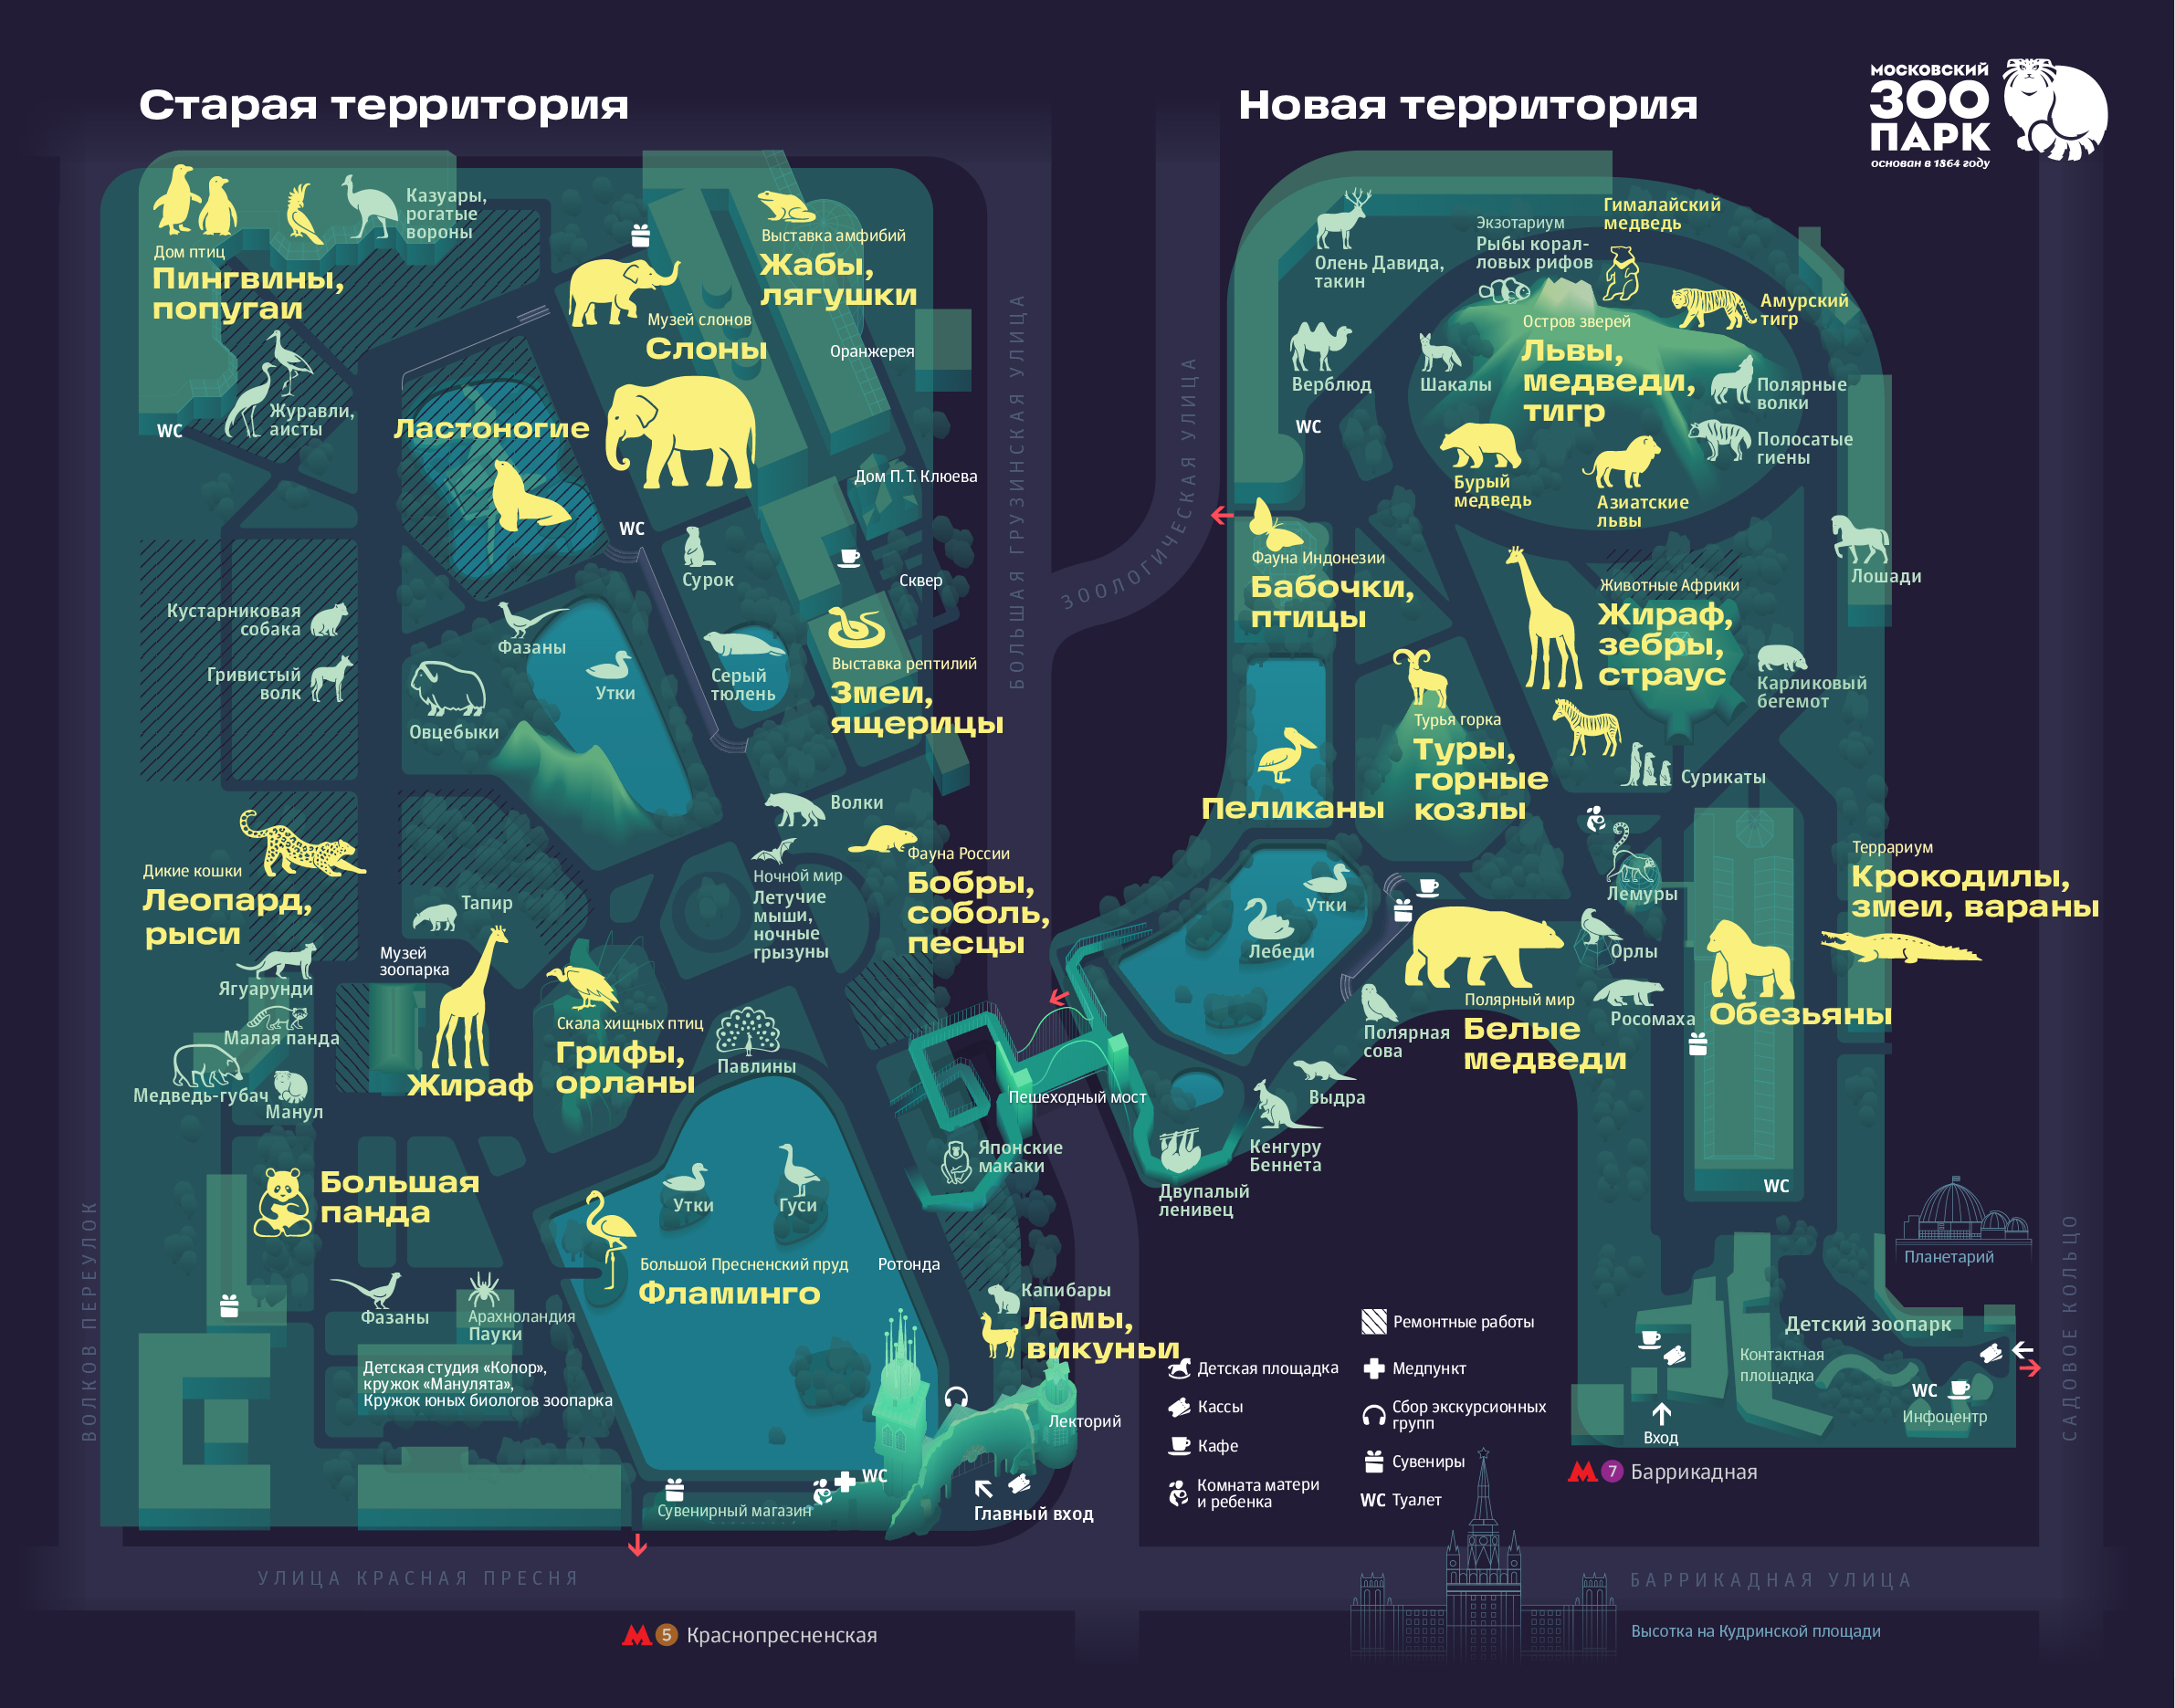 Старая территория
Новая территория
МОСКОВСКИЙ
ЗОО
ПАРК
основан в 1864 году
Казуары,
рогатые
вороны
Дом птиц
Пингвины,
попугаи
Журавли,
аисты
WC
Выставка амфибий
Жабы,
лягушки
Музей слонов
Слоны
Оранжерея
Ластоногие
Дом П. Т. Клюева
WC
Сурок
Сквер
Кустарниковая
собака
Гривистый
волк
Фазаны
Утки
Овцебыки
Серый
тюлень
Выставка рептилий
Змеи,
ящерицы
Волки
Дикие кошки
Леопард,
рыси
Тапир
Ночной мир
Летучие
мыши,
ночные
грызуны
Фауна России
Бобры,
соболь,
песцы
Музей
зоопарка
Ягуарунди
Малая панда
Медведь-губач
Манул
Жираф
Скала хищных птиц
Грифы,
орланы
Павлины
Пешеходный мост
Японские
макаки
Большая
панда
Утки
Гуси
Большой Пресненский пруд
Фламинго
Ротонда
Капибары
Ламы,
викуньи
Фазаны
Арахноландия
Пауки
Детская студия «Колор»,
кружок «Манулята»,
Кружок юных биологов зоопарка
Лекторий
WC
Сувенирный магазин
Главный вход
ВОЛКОВ ПЕРЕУЛОК
УЛИЦА КРАСНАЯ ПРЕСНЯ
5 Краснопресненская
БОЛЬШАЯ ГРУЗИНСКАЯ УЛИЦА
ЗООЛОГИЧЕСКАЯ УЛИЦА
Олень Давида,
такин
Экзотариум
Рыбы корал-
ловых рифов
Гималайский
медведь
Амурский
тигр
Остров зверей
Львы,
медведи,
тигр
Верблюд
Шакалы
Полярные
волки
WC
Полосатые
гиены
Бурый
медведь
Азиатские
львы
Фауна Индонезии
Бабочки,
птицы
Животные Африки
Жираф,
зебры,
страус
Лошади
Карликовый
бегемот
Турья горка
Туры,
горные
козлы
Сурикаты
Пеликаны
Утки
Лебеди
Лемуры
Террариум
Крокодилы,
змеи, вараны
Орлы
Росомаха
Обезьяны
Полярный мир
Белые
медведи
Полярная
сова
Выдра
Кенгуру
Беннета
Двупалый
ленивец
WC
Планетарий
Детский зоопарк
Контактная
площадка
WC
Инфоцентр
Вход
7 Баррикадная
Ремонтные работы
Детская площадка
Медпункт
Кассы
Сбор экскурсионных
групп
Кафе
Сувениры
Комната матери
и ребенка
WC Туалет
САДОВОЕ КОЛЬЦО
БАРРИКАДНАЯ УЛИЦА
Высотка на Кудринской площади